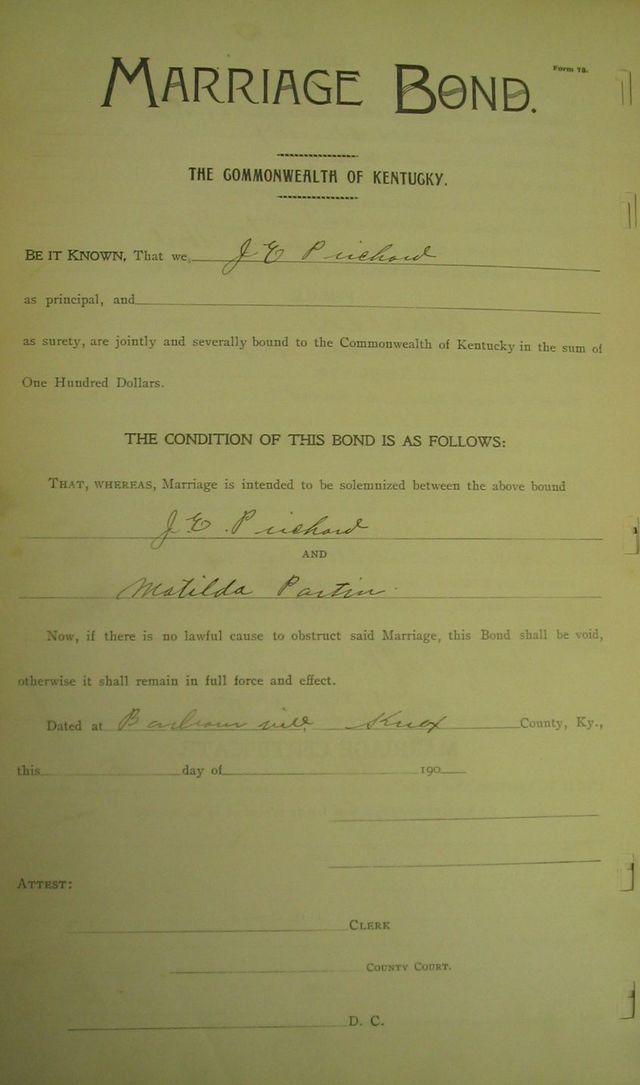 Form 78.
MARRIAGE BOND.
THE COMMONWEALTH OF KENTUCKY.
BE IT KNOWN, That we, J E Prichard
as principal, and
as surety, are jointly and severally bound to the Commonwealth of Kentucky in the sum of
One Hundred Dollars.
THE CONDITION OF THIS BOND IS AS FOLLOWS:
THAT, WHEREAS, Marriage is intended to be solemnized between the above bound
J E. Prichard
AND
Matilda Partin.
Now, if there is no lawful cause to obstruct said Marriage, this Bond shall be void,
otherwise it shall remain in full force and effect.
Dated at Barbourville, Knox County, Ky.,
this day of 190
ATTEST:
CLERK
COUNTY COURT.
D. C.